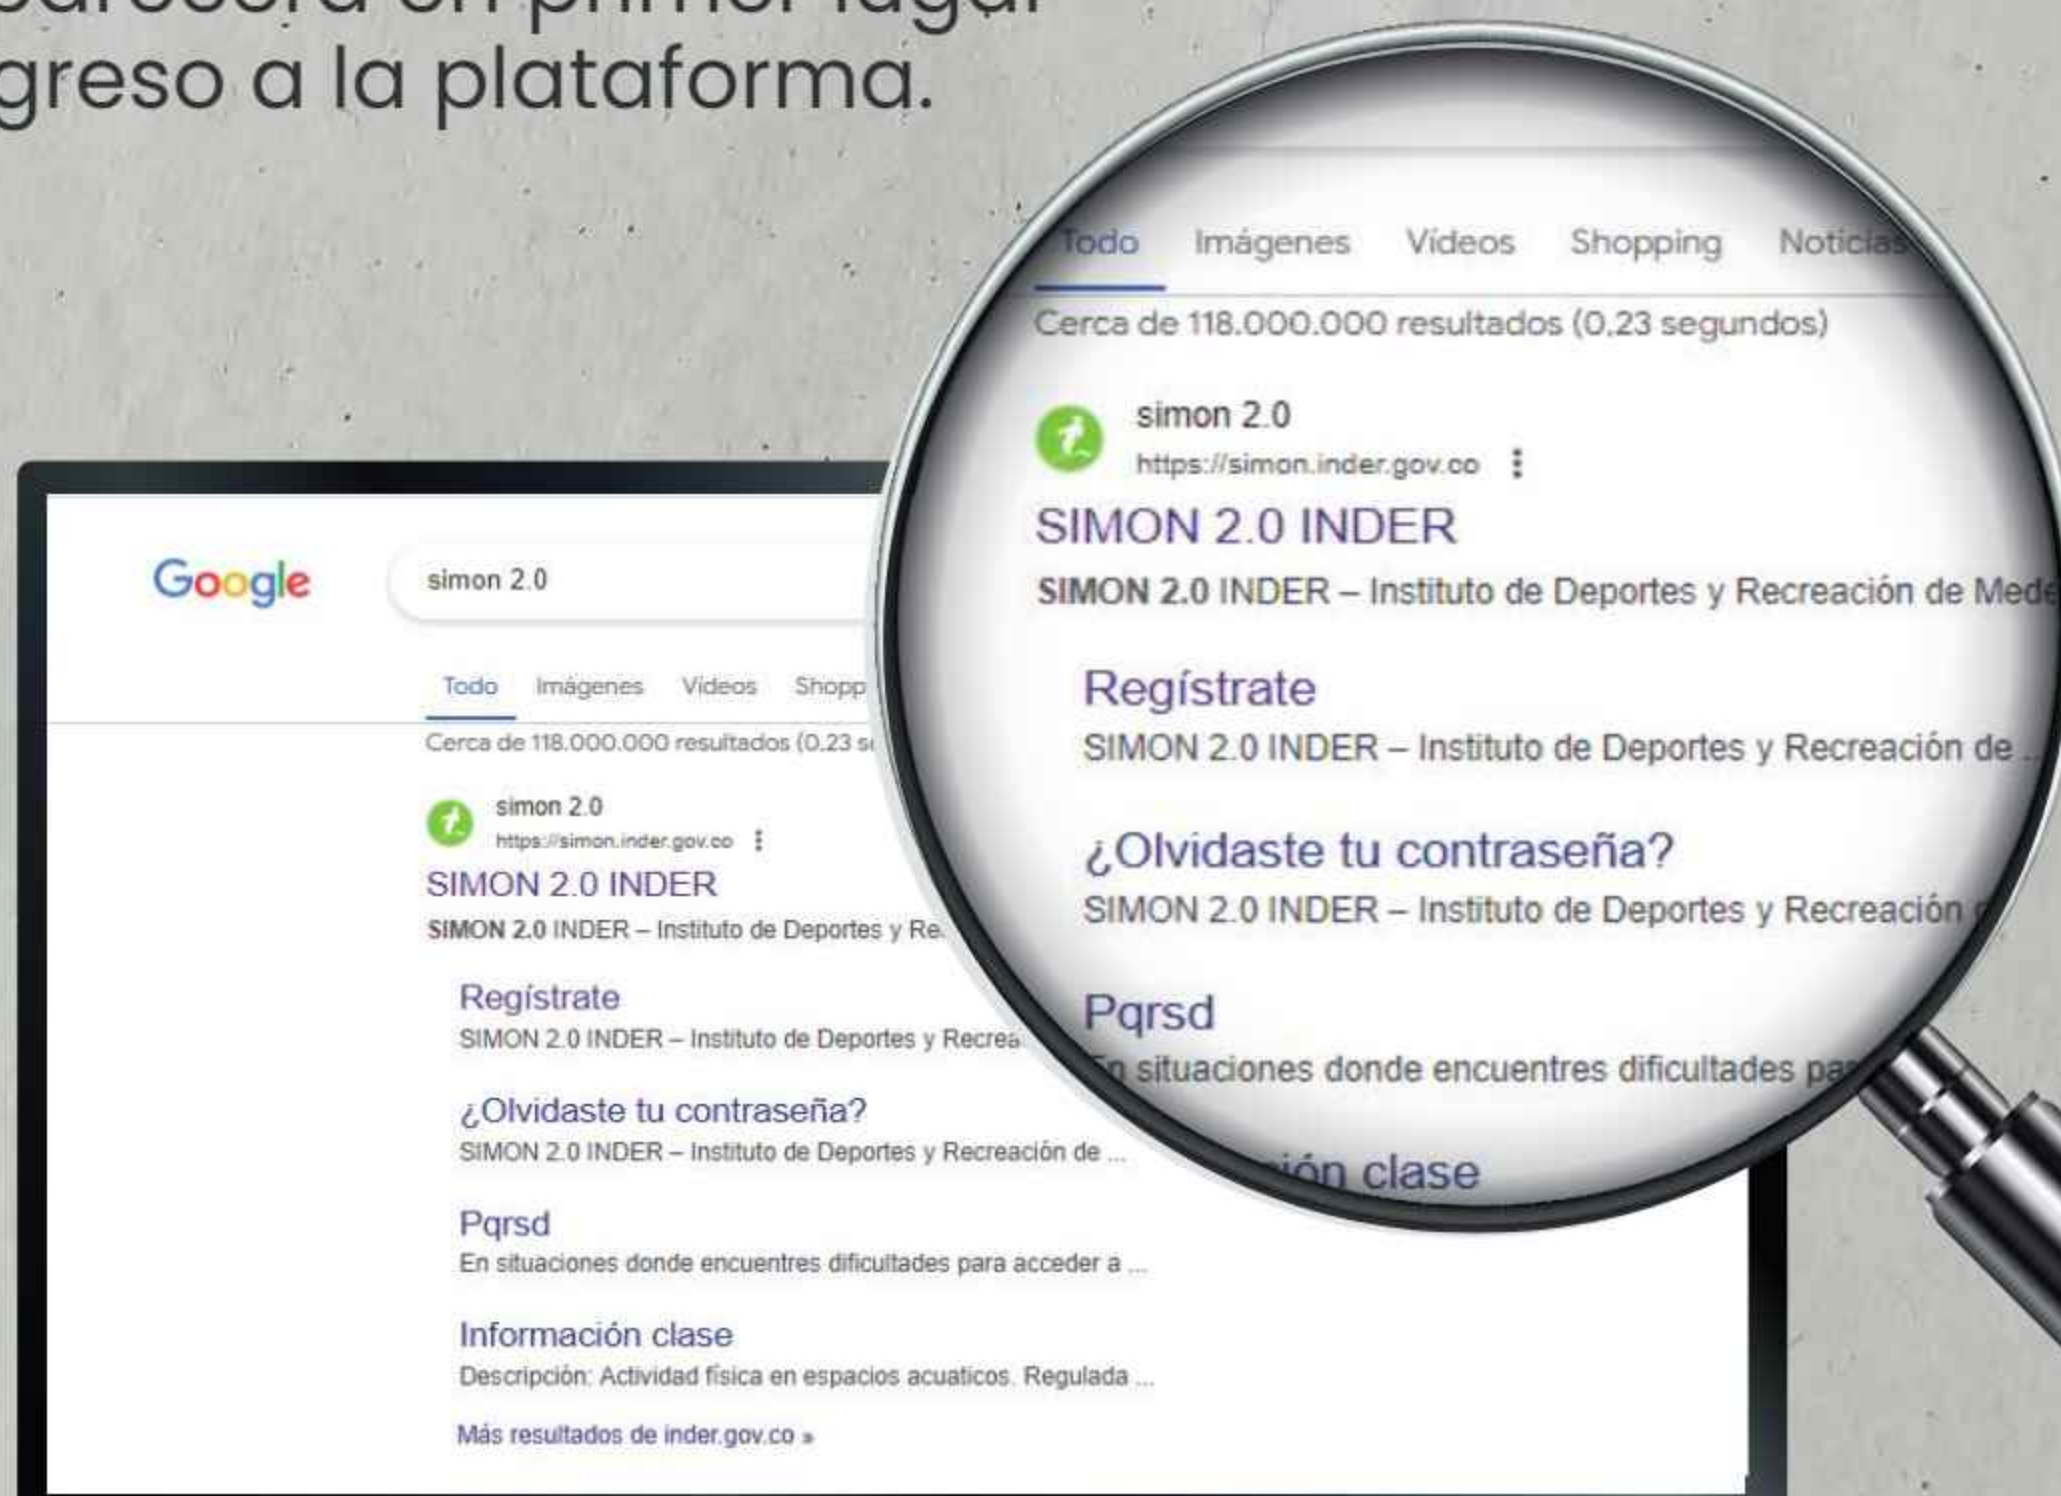 en primer lugar
a la plataforma.
Google
simon 2.0
Todo Imágenes Vídeos
Cerca de 118.000.000 resultados (0,23
simon 2.0
https://simon.inder.gov.co
SIMON 2.0 INDER
SIMON 2.0 INDER – Instituto de Deportes y
Regístrate
SIMON 2.0 INDER – Instituto de Deportes y
¿Olvidaste tu contraseña?
SIMON 2.0 INDER – Instituto de Deportes y Recreación de ...
Pqrsd
En situaciones donde encuentres dificultades para acceder a ...
Información clase
Descripción: Actividad física en espacios acuaticos. Regulada ...
Más resultados de inder.gov.co »
Todo Imágenes Vídeos Shopping Noticias
Cerca de 118.000.000 resultados (0,23 segundos)
simon 2.0
https://simon.inder.gov.co
SIMON 2.0 INDER
SIMON 2.0 INDER – Instituto de Deportes y Recreación de
Regístrate
SIMON 2.0 INDER – Instituto de Deportes y Recreación de ...
¿Olvidaste tu contraseña?
SIMON 2.0 INDER – Instituto de Deportes y Recreación
Pqrsd
situaciones donde encuentres dificultades
clase